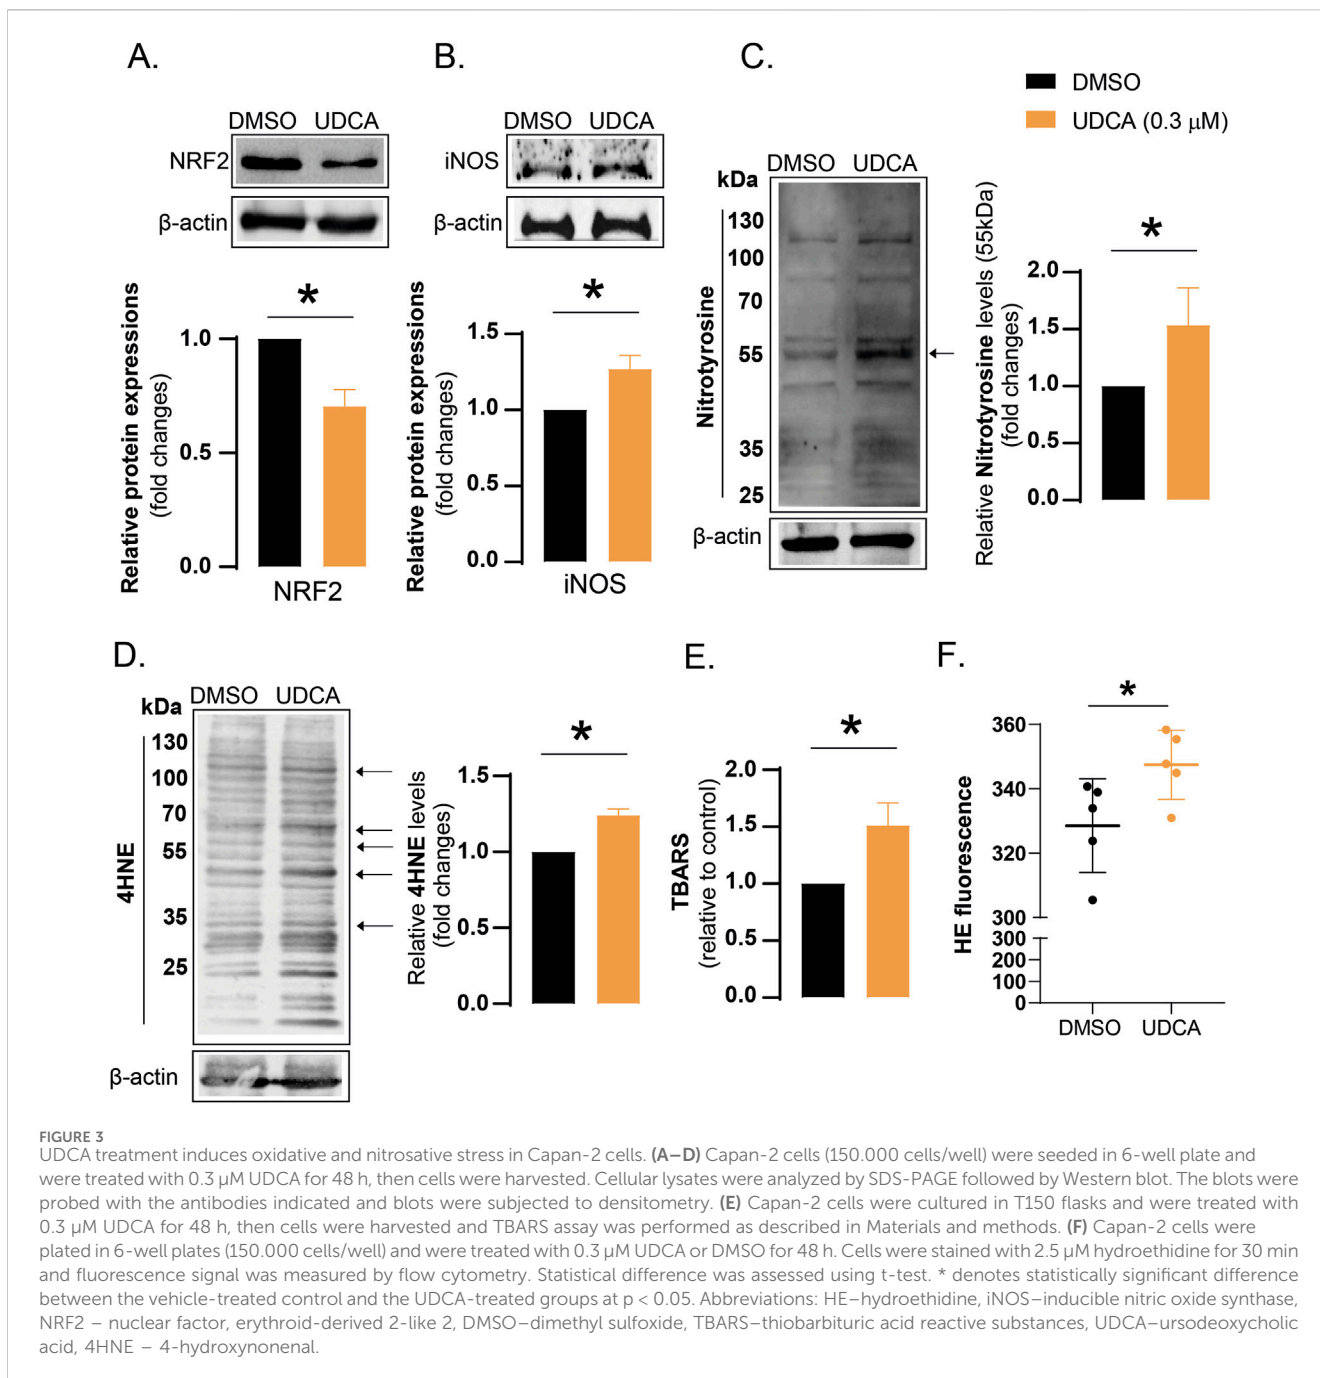 A.
DMSO UDCA
NRF2
β-actin
*
Relative protein expressions
(fold changes)
1.0
0.5
0.0
NRF2
B.
DMSO UDCA
iNOS
β-actin
*
Relative protein expressions
(fold changes)
1.5
1.0
0.5
0.0
iNOS
C.
DMSO
UDCA (0.3 μM)
DMSO UDCA
kDa
130
100
70
55
35
25
Nitrotyrosine
β-actin
*
Relative Nitrotyrosine levels (55kDa)
(fold changes)
2.0
1.5
1.0
0.5
0.0
D.
DMSO UDCA
kDa
130
100
70
55
35
25
4HNE
β-actin
*
Relative 4HNE levels
(fold changes)
1.5
1.0
0.5
0.0
E.
*
TBARS
(relative to control)
2.0
1.5
1.0
0.5
0.0
F.
*
HE fluorescence
360
340
320
300
300
200
100
0
DMSO UDCA
FIGURE 3
UDCA treatment induces oxidative and nitrosative stress in Capan-2 cells. (A–D) Capan-2 cells (150.000 cells/well) were seeded in 6-well plate and
were treated with 0.3 μM UDCA for 48 h, then cells were harvested. Cellular lysates were analyzed by SDS-PAGE followed by Western blot. The blots were
probed with the antibodies indicated and blots were subjected to densitometry. (E) Capan-2 cells were cultured in T150 flasks and were treated with
0.3 μM UDCA for 48 h, then cells were harvested and TBARS assay was performed as described in Materials and methods. (F) Capan-2 cells were
plated in 6-well plates (150.000 cells/well) and were treated with 0.3 μM UDCA or DMSO for 48 h. Cells were stained with 2.5 μM hydroethidine for 30 min
and fluorescence signal was measured by flow cytometry. Statistical difference was assessed using t-test. * denotes statistically significant difference
between the vehicle-treated control and the UDCA-treated groups at p < 0.05. Abbreviations: HE–hydroethidine, iNOS–inducible nitric oxide synthase,
NRF2 – nuclear factor, erythroid-derived 2-like 2, DMSO–dimethyl sulfoxide, TBARS–thiobarbituric acid reactive substances, UDCA–ursodeoxycholic
acid, 4HNE – 4-hydroxynonenal.